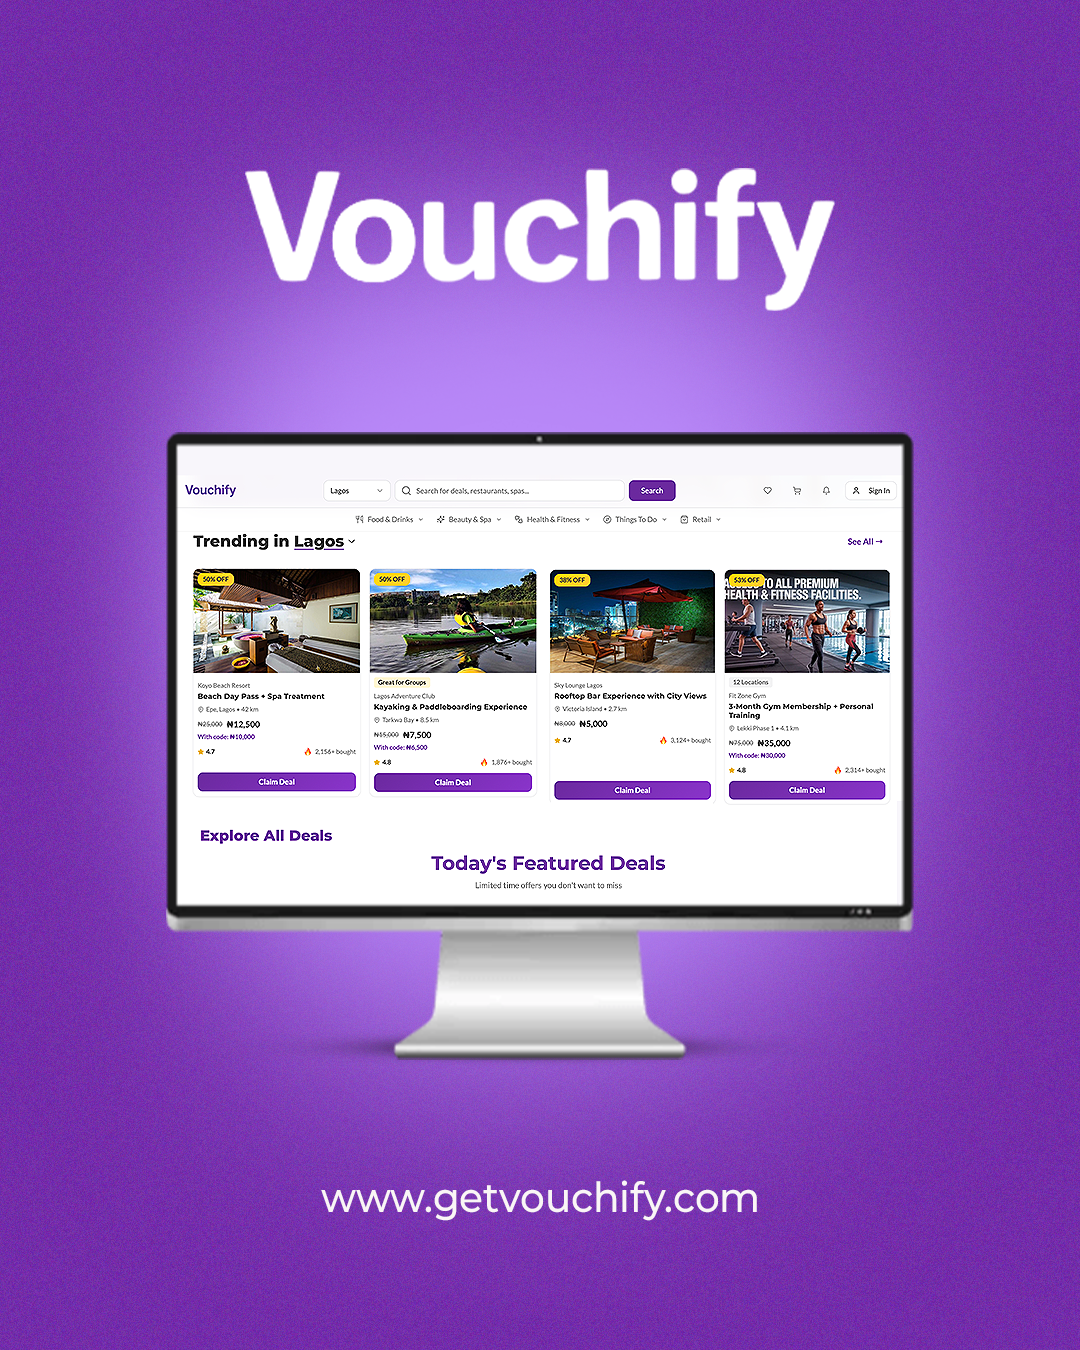 Vouchify
Vouchify
Lagos
Search for deals, restaurants, spas...
Search
Sign In
Food & Drinks
Beauty & Spa
Health & Fitness
Things To Do
Retail
Trending in Lagos
See All →
50% OFF
Koyo Beach Resort
Beach Day Pass + Spa Treatment
Epe, Lagos • 42 km
₦25,000 ₦12,500
With code: ₦10,000
4.7
2,156+ bought
Claim Deal
50% OFF
Great for Groups
Lagos Adventure Club
Kayaking & Paddleboarding Experience
Tarkwa Bay • 8.5 km
₦15,000 ₦7,500
With code: ₦6,500
4.8
1,876+ bought
Claim Deal
38% OFF
Sky Lounge Lagos
Rooftop Bar Experience with City Views
Victoria Island • 2.7 km
₦8,000 ₦5,000
4.7
3,124+ bought
Claim Deal
53% OFF
TO ALL PREMIUM
HEALTH & FITNESS FACILITIES.
12 Locations
Fit Zone Gym
3-Month Gym Membership + Personal
Training
Lekki Phase 1 • 4.1 km
₦75,000 ₦35,000
With code: ₦30,000
4.8
2,314+ bought
Claim Deal
Explore All Deals
Today's Featured Deals
Limited time offers you don't want to miss
www.getvouchify.com